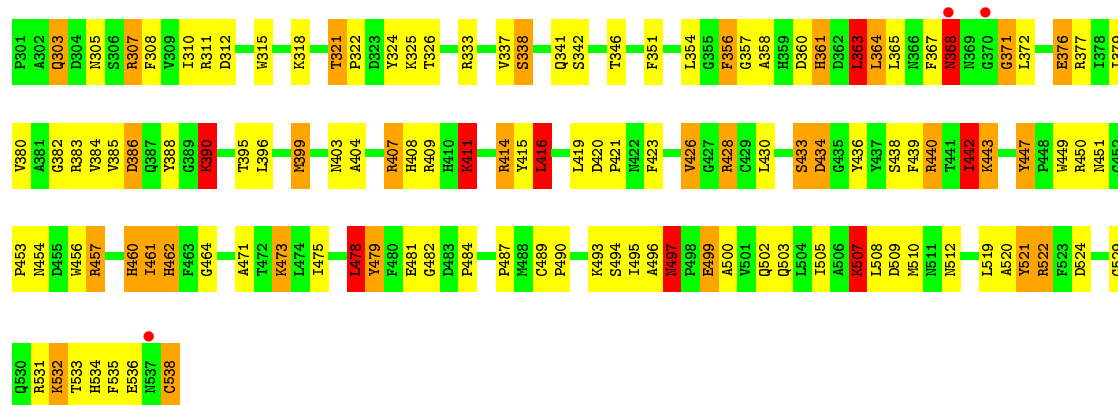 P301 A302 Q303 D304 N305 S306 R307 F308 V309 I310 R311 D312 W315 K318 T321 P322 D323 Y324 K325 T326 R333 V337 S338 Q341 S342 T346 F351 L354 G355 F356 G357 A358 H359 D360 H361 D362 L363 L364 L365 N366 F367 N368 N369 G370 G371 L372 E376 R377 I378
V380 A381 G382 R383 V384 V385 D386 Q387 Y388 G389 K390 T395 L396 M399 N403 A404 R407 H408 R409 H410 K411 R414 Y415 L416 L419 D420 P421 N422 F423 V426 G427 R428 C429 L430 S433 D434 G435 Y436 Y437 S438 F439 R440 T441 I442 K443 Y447 P448 W449 R450 N451
P453 N454 D455 W456 R457 H460 I461 H462 F463 G464 A471 T472 K473 L474 I475 L478 Y479 F480 E481 G482 D483 P484 P487 M488 C489 P490 K493 S494 I495 A496 N497 P498 E499 A500 V501 Q502 Q503 L504 I505 A506 K507 L508 D509 M510 N511 N512 L519 A520 Y521 R522 F523 D524
Q530 R531 K532 T533 H534 F535 E536 N537 C538